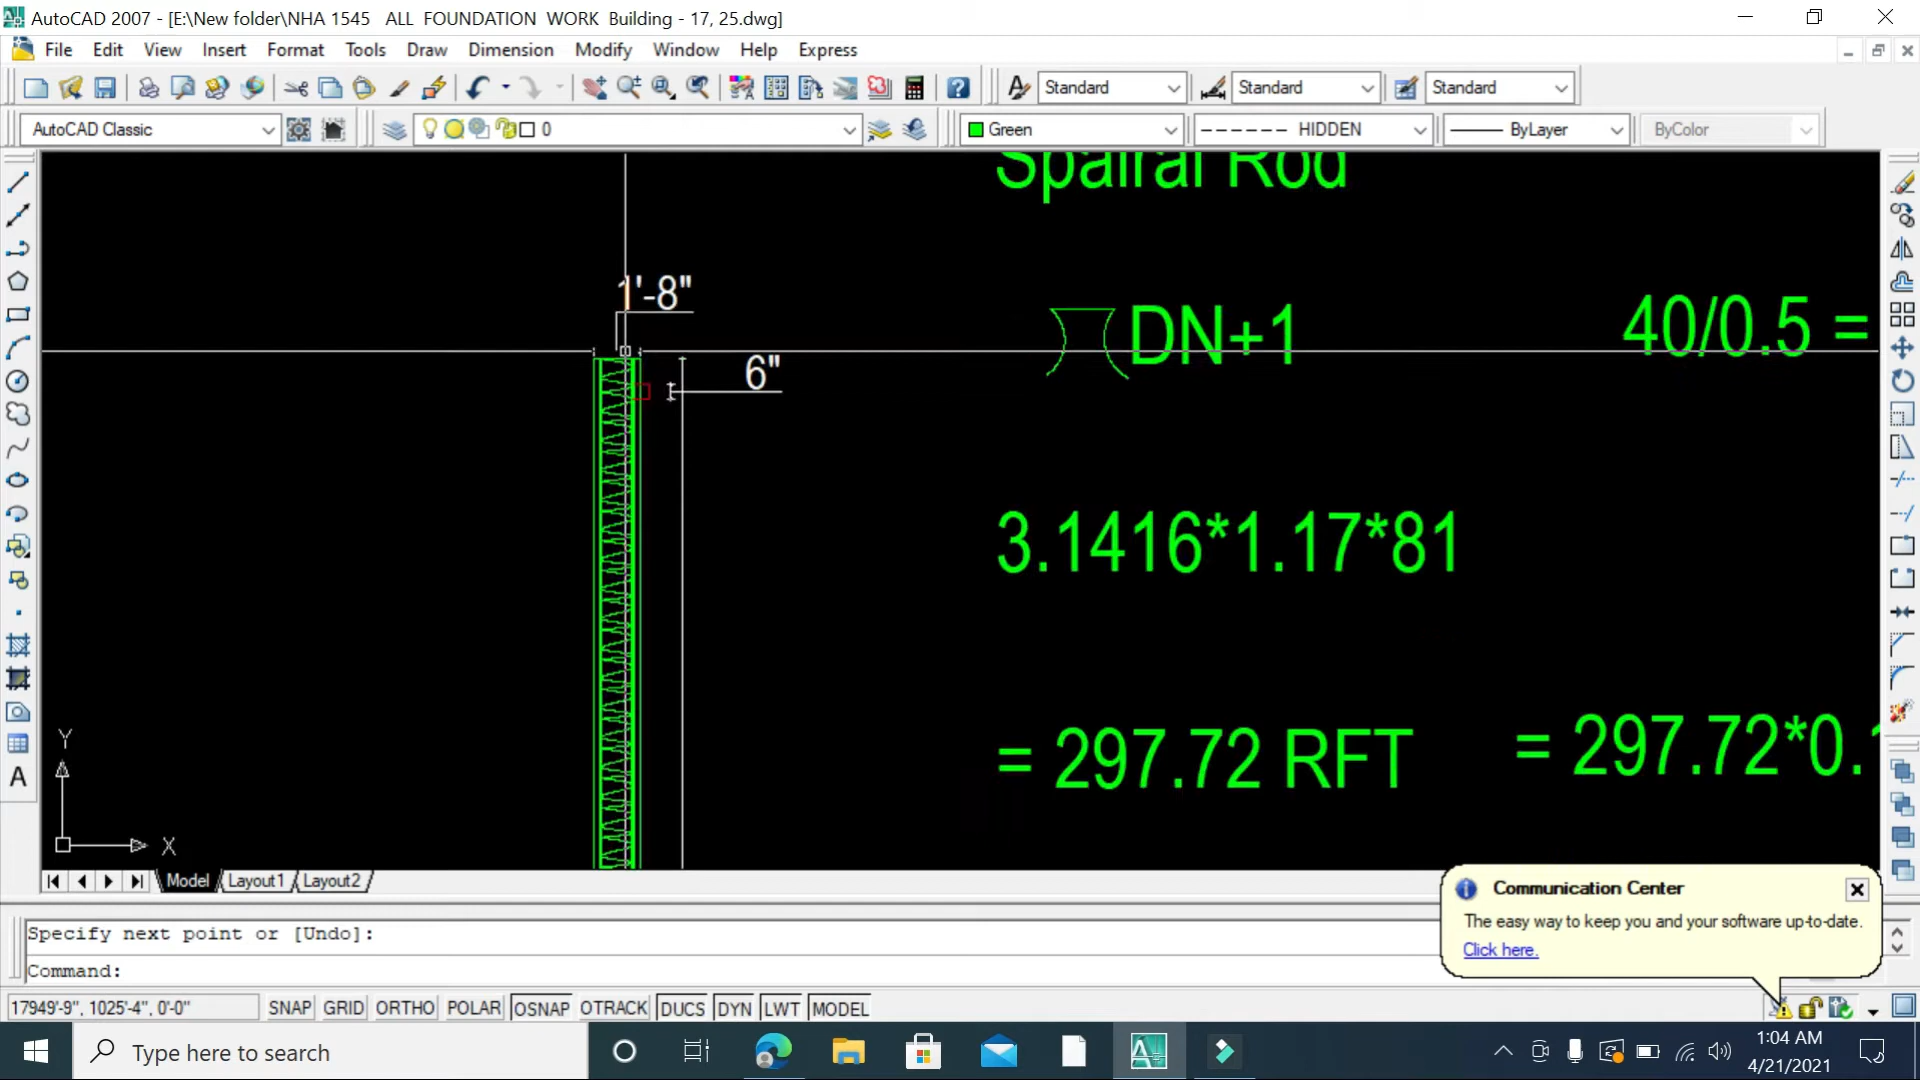 AutoCAD 2007 - [E:\New folder\NHA 1545 ALL FOUNDATION WORK Building - 17, 25.dwg]
File Edit View Insert Format Tools Draw Dimension Modify Window Help Express
Standard Standard Standard
AutoCAD Classic 0 Green HIDDEN ByLayer ByColor
Spairal Rod
1'-8"
DN+1 40/0.5 =
6"
3.1416*1.17*81
= 297.72 RFT = 297.72*0.
Y
X
Model Layout1 Layout2
Communication Center
The easy way to keep you and your software up-to-date.
Click here.
Specify next point or [Undo]:
Command:
17949'-9", 1025'-4", 0'-0" SNAP GRID ORTHO POLAR OSNAP OTRACK DUCS DYN LWT MODEL
Type here to search
1:04 AM
4/21/2021